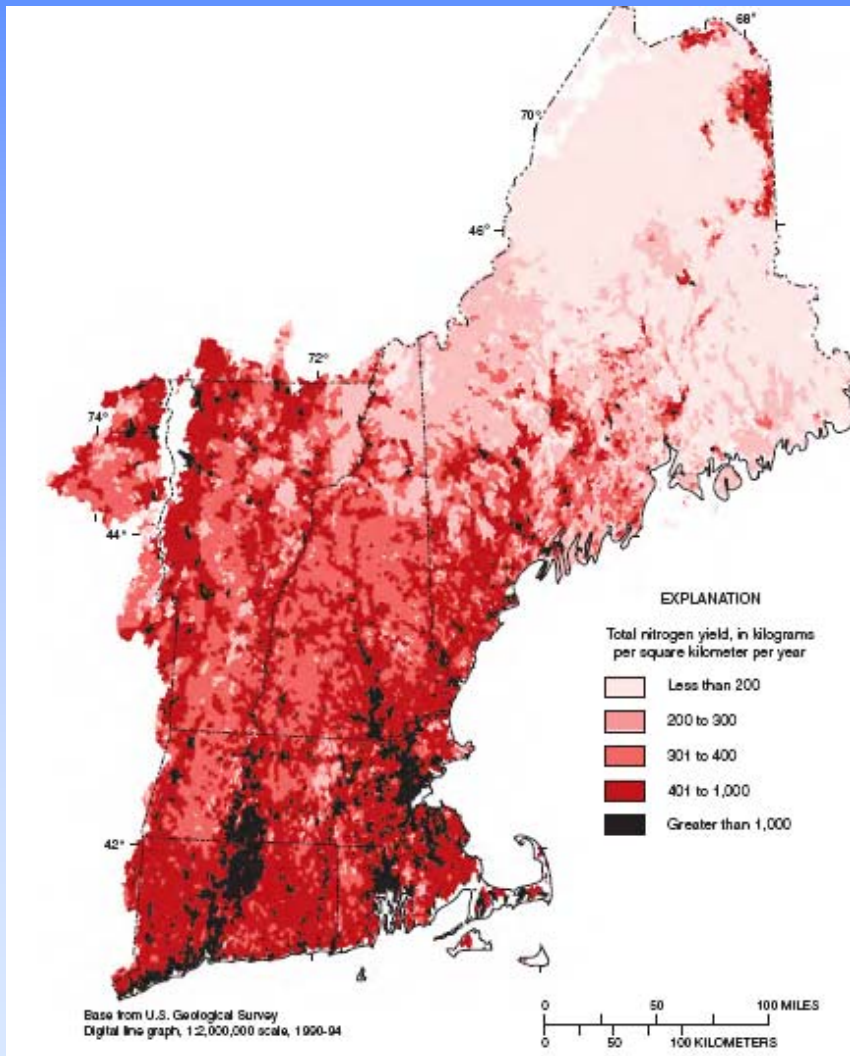 68°
70°
46°
72°
74°
44°
EXPLANATION
Total nitrogen yield, in kilograms
per square kilometer per year
Less than 200
200 to 300
301 to 400
401 to 1,000
Greater than 1,000
42°
Base from U.S. Geological Survey
Digital line graph, 1:2,000,000 scale, 1990-94
0 50 100 MILES
0 50 100 KILOMETERS